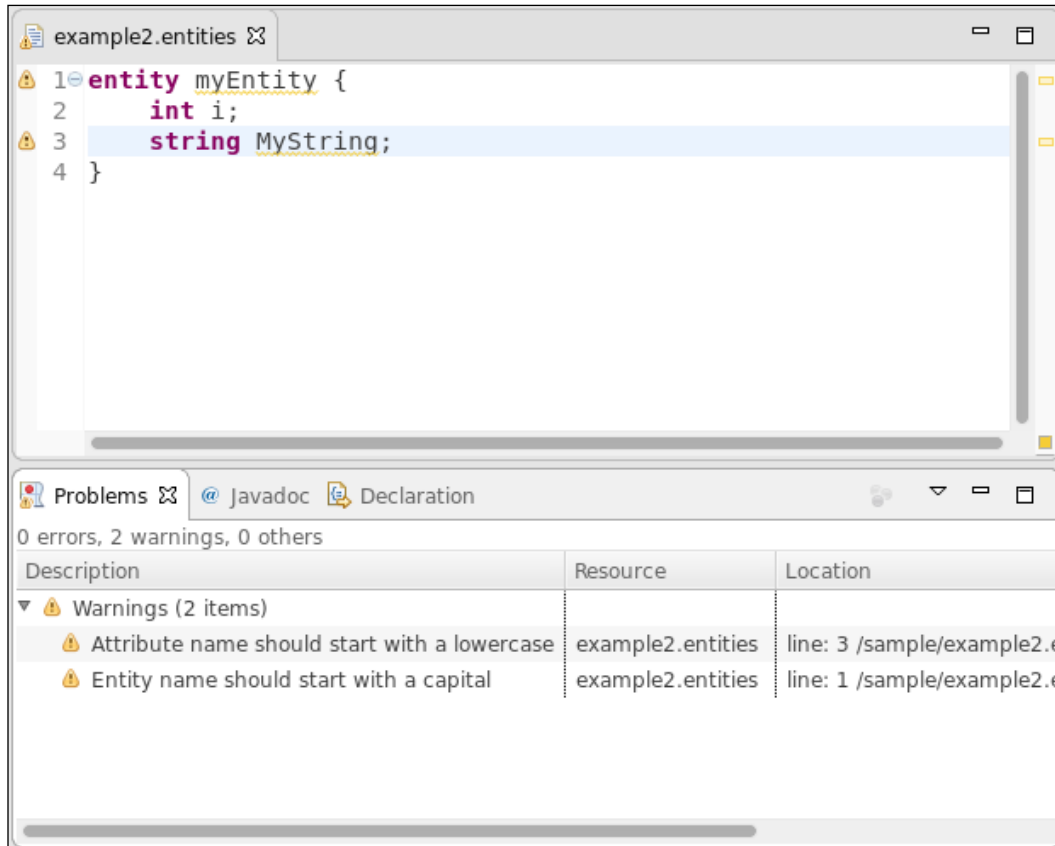 example2.entities
1 entity myEntity {
2     int i;
3     string MyString;
4 }
Problems @ Javadoc Declaration
0 errors, 2 warnings, 0 others
Description Resource Location
Warnings (2 items)
Attribute name should start with a lowercase example2.entities line: 3 /sample/example2.e
Entity name should start with a capital example2.entities line: 1 /sample/example2.e